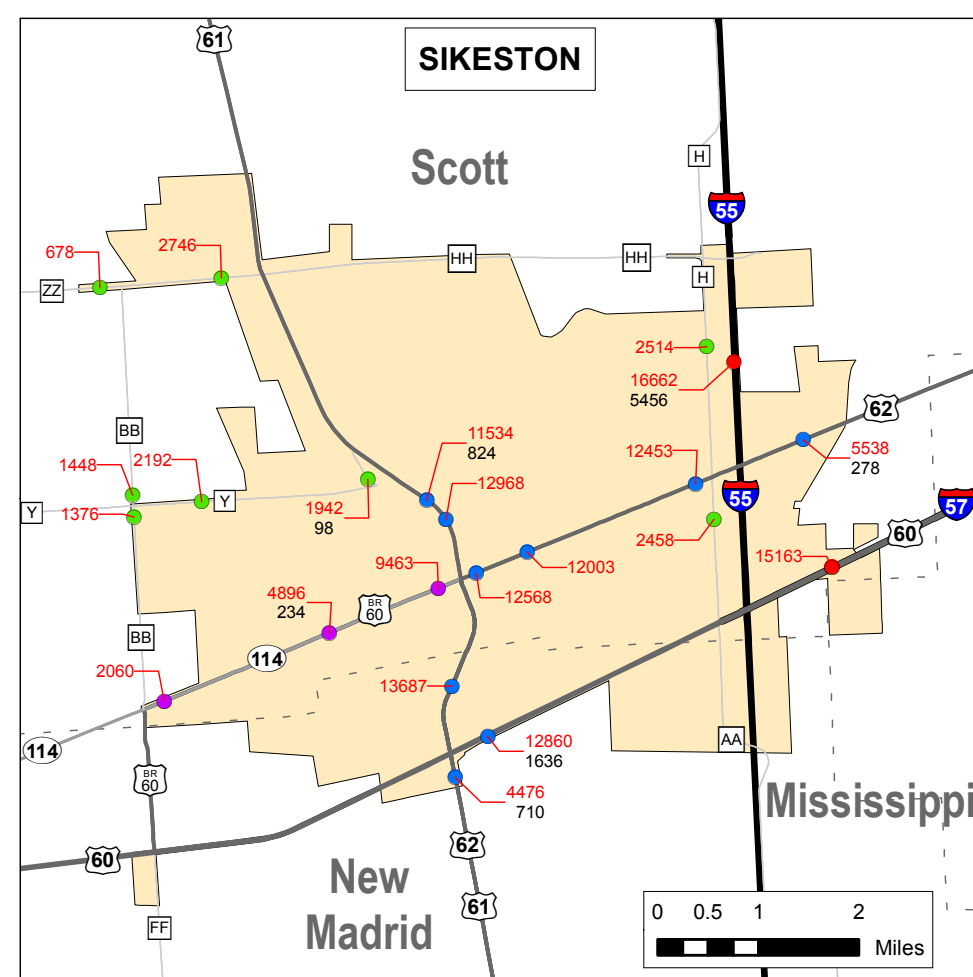 61
SIKESTON
Scott
H
55
678
2746
HH
HH
ZZ
H
2514
16662
5456
62
BB
11534
824
12453
5538
278
1448
2192
12968
Y
Y
1942
98
55
57
1376
2458
60
9463
12003
15163
12568
4896
234
BR
60
BB
114
2060
13687
114
12860
1636
AA
BR
60
4476
710
Mississippi
62
60
New
Madrid
61
FF
0 0.5 1 2
Miles